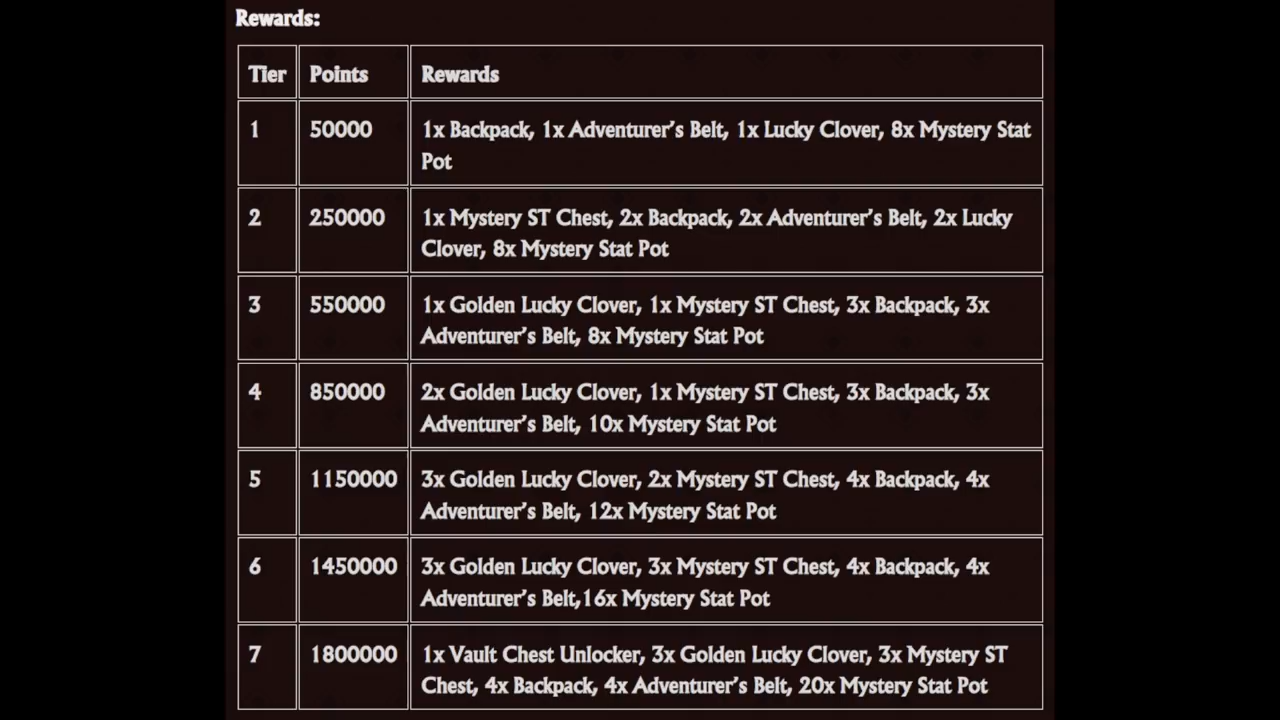 Rewards:
Tier Points Rewards
1 50000 1x Backpack, 1x Adventurer's Belt, 1x Lucky Clover, 8x Mystery Stat
Pot
2 250000 1x Mystery ST Chest, 2x Backpack, 2x Adventurer's Belt, 2x Lucky
Clover, 8x Mystery Stat Pot
3 550000 1x Golden Lucky Clover, 1x Mystery ST Chest, 3x Backpack, 3x
Adventurer's Belt, 8x Mystery Stat Pot
4 850000 2x Golden Lucky Clover, 1x Mystery ST Chest, 3x Backpack, 3x
Adventurer's Belt, 10x Mystery Stat Pot
5 1150000 3x Golden Lucky Clover, 2x Mystery ST Chest, 4x Backpack, 4x
Adventurer's Belt, 12x Mystery Stat Pot
6 1450000 3x Golden Lucky Clover, 3x Mystery ST Chest, 4x Backpack, 4x
Adventurer's Belt,16x Mystery Stat Pot
7 1800000 1x Vault Chest Unlocker, 3x Golden Lucky Clover, 3x Mystery ST
Chest, 4x Backpack, 4x Adventurer's Belt, 20x Mystery Stat Pot